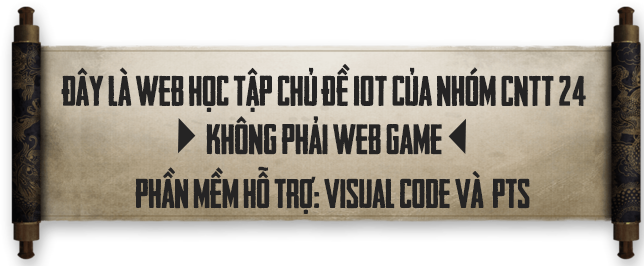 ĐÂY LÀ WEB HỌC TẬP CHỦ ĐỀ IOT CỦA NHÓM CNTT 24
KHÔNG PHẢI WEB GAME
PHẦN MỀM HỖ TRỢ: VISUAL CODE VÀ PTS